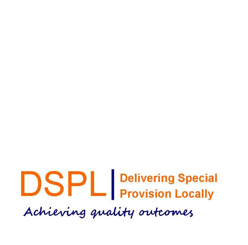 DSPL
Delivering Special
Provision Locally
Achieving quality outcomes